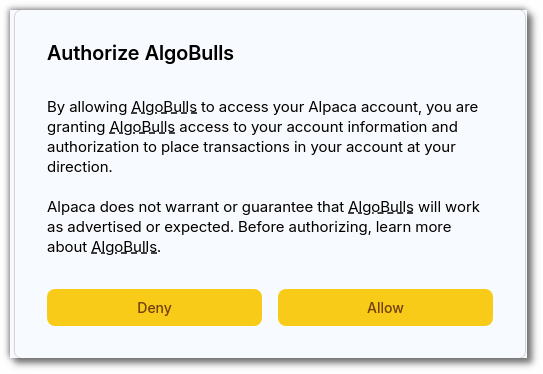 Authorize AlgoBulls
By allowing AlgoBulls to access your Alpaca account, you are
granting AlgoBulls access to your account information and
authorization to place transactions in your account at your
direction.
Alpaca does not warrant or guarantee that AlgoBulls will work
as advertised or expected. Before authorizing, learn more
about AlgoBulls.
Deny
Allow